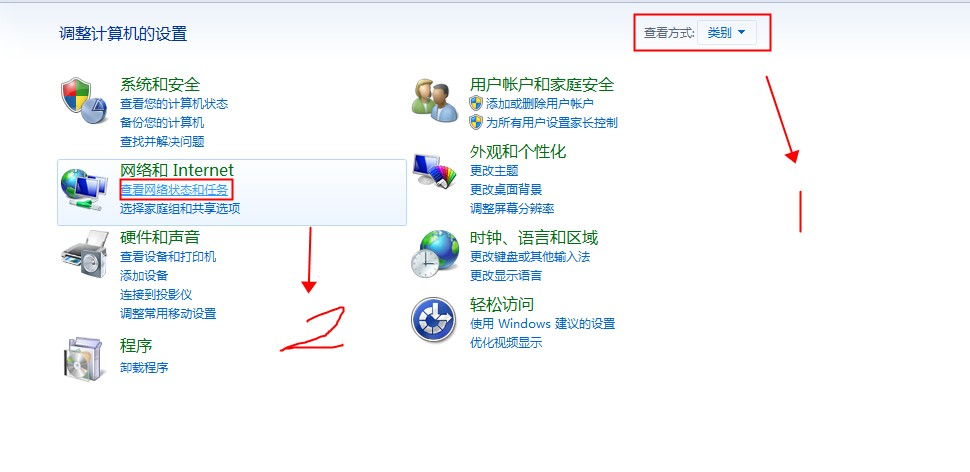 调整计算机的设置
查看方式: 类别
系统和安全
查看您的计算机状态
备份您的计算机
查找并解决问题
网络和 Internet
查看网络状态和任务
选择家庭组和共享选项
硬件和声音
查看设备和打印机
添加设备
连接到投影仪
调整常用移动设置
程序
卸载程序
用户帐户和家庭安全
添加或删除用户帐户
为所有用户设置家长控制
外观和个性化
更改主题
更改桌面背景
调整屏幕分辨率
时钟、语言和区域
更改键盘或其他输入法
更改显示语言
轻松访问
使用 Windows 建议的设置
优化视频显示
1
2